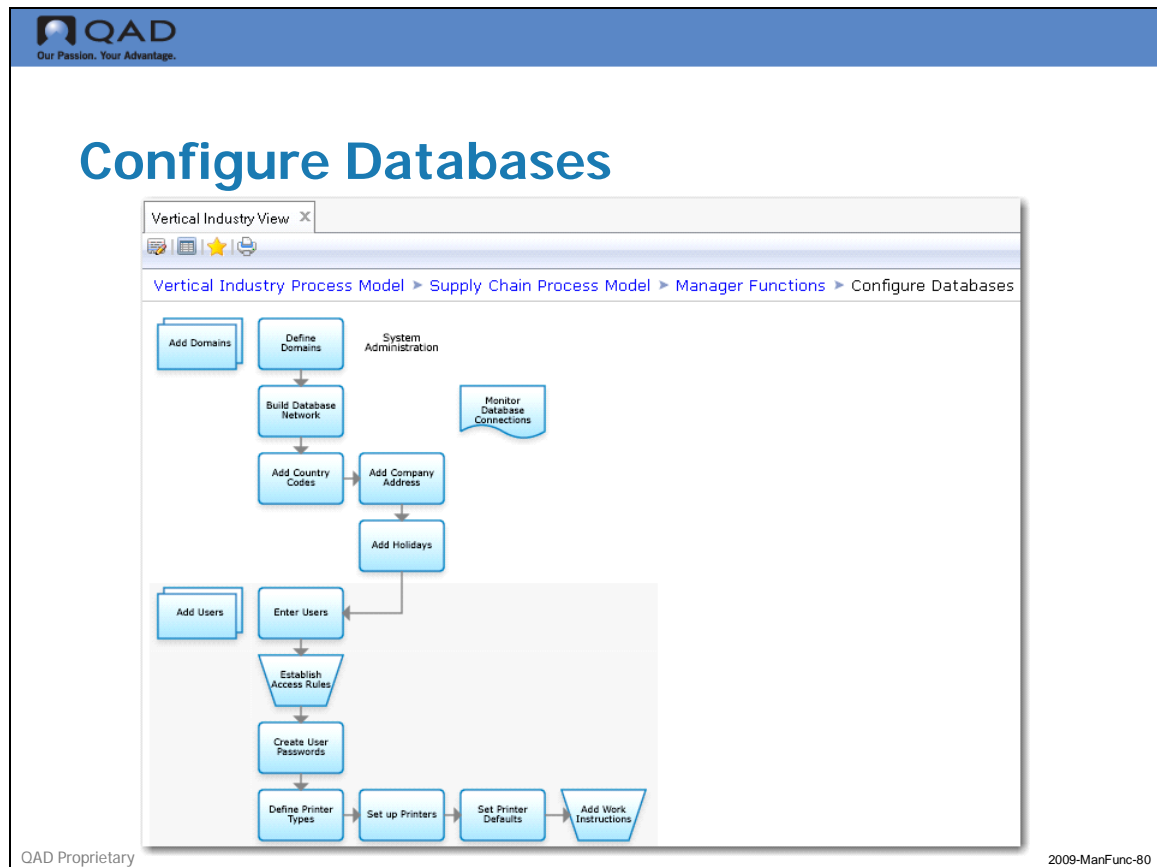 QAD
Our Passion. Your Advantage.
Configure Databases
Vertical Industry View
Vertical Industry Process Model ➤ Supply Chain Process Model ➤ Manager Functions ➤ Configure Databases
Add Domains
Define
Domains
System
Administration
Build Database
Network
Monitor
Database
Connections
Add Country
Codes
Add Company
Address
Add Holidays
Add Users
Enter Users
Establish
Access Rules
Create User
Passwords
Define Printer
Types
Set up Printers
Set Printer
Defaults
Add Work
Instructions
QAD Proprietary
2009-ManFunc-80